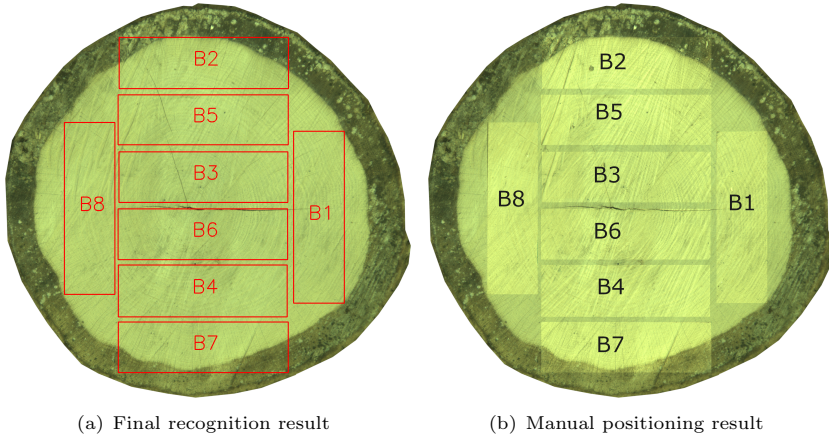 B2
B5
B3
B8
B1
B6
B4
B7
(a) Final recognition result
B2
B5
B3
B8
B1
B6
B4
B7
(b) Manual positioning result